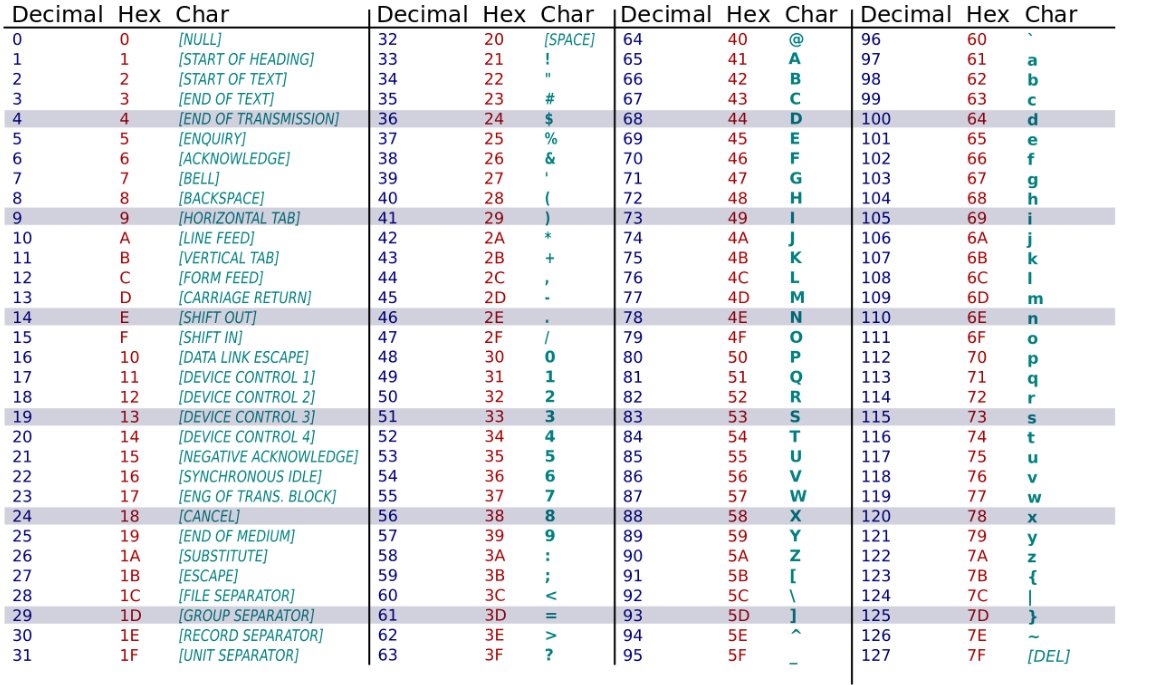 Decimal Hex Char Decimal Hex Char Decimal Hex Char Decimal Hex Char
0 0 [NULL] 32 20 [SPACE] 64 40 @ 96 60 `
1 1 [START OF HEADING] 33 21 ! 65 41 A 97 61 a
2 2 [START OF TEXT] 34 22 " 66 42 B 98 62 b
3 3 [END OF TEXT] 35 23 # 67 43 C 99 63 c
4 4 [END OF TRANSMISSION] 36 24 $ 68 44 D 100 64 d
5 5 [ENQUIRY] 37 25 % 69 45 E 101 65 e
6 6 [ACKNOWLEDGE] 38 26 & 70 46 F 102 66 f
7 7 [BELL] 39 27 ' 71 47 G 103 67 g
8 8 [BACKSPACE] 40 28 ( 72 48 H 104 68 h
9 9 [HORIZONTAL TAB] 41 29 ) 73 49 I 105 69 i
10 A [LINE FEED] 42 2A * 74 4A J 106 6A j
11 B [VERTICAL TAB] 43 2B + 75 4B K 107 6B k
12 C [FORM FEED] 44 2C , 76 4C L 108 6C l
13 D [CARRIAGE RETURN] 45 2D - 77 4D M 109 6D m
14 E [SHIFT OUT] 46 2E . 78 4E N 110 6E n
15 F [SHIFT IN] 47 2F / 79 4F O 111 6F o
16 10 [DATA LINK ESCAPE] 48 30 0 80 50 P 112 70 p
17 11 [DEVICE CONTROL 1] 49 31 1 81 51 Q 113 71 q
18 12 [DEVICE CONTROL 2] 50 32 2 82 52 R 114 72 r
19 13 [DEVICE CONTROL 3] 51 33 3 83 53 S 115 73 s
20 14 [DEVICE CONTROL 4] 52 34 4 84 54 T 116 74 t
21 15 [NEGATIVE ACKNOWLEDGE] 53 35 5 85 55 U 117 75 u
22 16 [SYNCHRONOUS IDLE] 54 36 6 86 56 V 118 76 v
23 17 [ENG OF TRANS. BLOCK] 55 37 7 87 57 W 119 77 w
24 18 [CANCEL] 56 38 8 88 58 X 120 78 x
25 19 [END OF MEDIUM] 57 39 9 89 59 Y 121 79 y
26 1A [SUBSTITUTE] 58 3A : 90 5A Z 122 7A z
27 1B [ESCAPE] 59 3B ; 91 5B [ 123 7B {
28 1C [FILE SEPARATOR] 60 3C < 92 5C \ 124 7C |
29 1D [GROUP SEPARATOR] 61 3D = 93 5D ] 125 7D }
30 1E [RECORD SEPARATOR] 62 3E > 94 5E ^ 126 7E ~
31 1F [UNIT SEPARATOR] 63 3F ? 95 5F _ 127 7F [DEL]